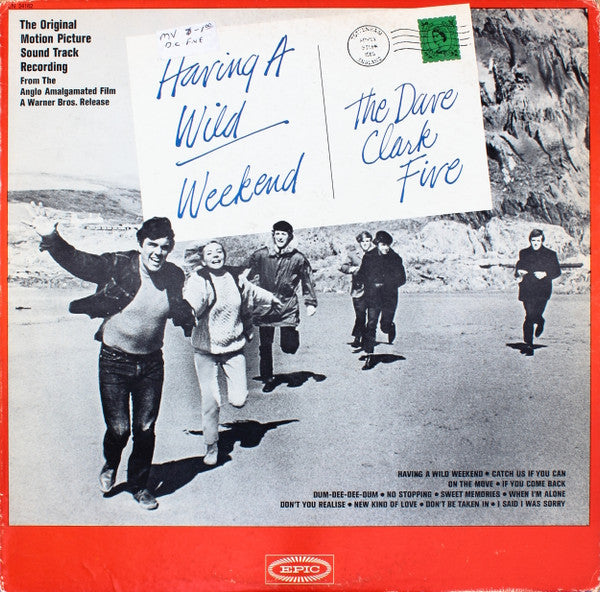 LN 24162
The Original
Motion Picture
Sound Track
Recording
From The
Anglo Amalgamated Film
A Warner Bros. Release
Having A
Wild
Weekend
The Dave
Clark
Five
HAVING A WILD WEEKEND • CATCH US IF YOU CAN
ON THE MOVE • IF YOU COME BACK
DUM-DEE-DEE-DUM • NO STOPPING • SWEET MEMORIES • WHEN I'M ALONE
DON'T YOU REALISE • NEW KIND OF LOVE • DON'T BE TAKEN IN • I SAID I WAS SORRY
EPIC